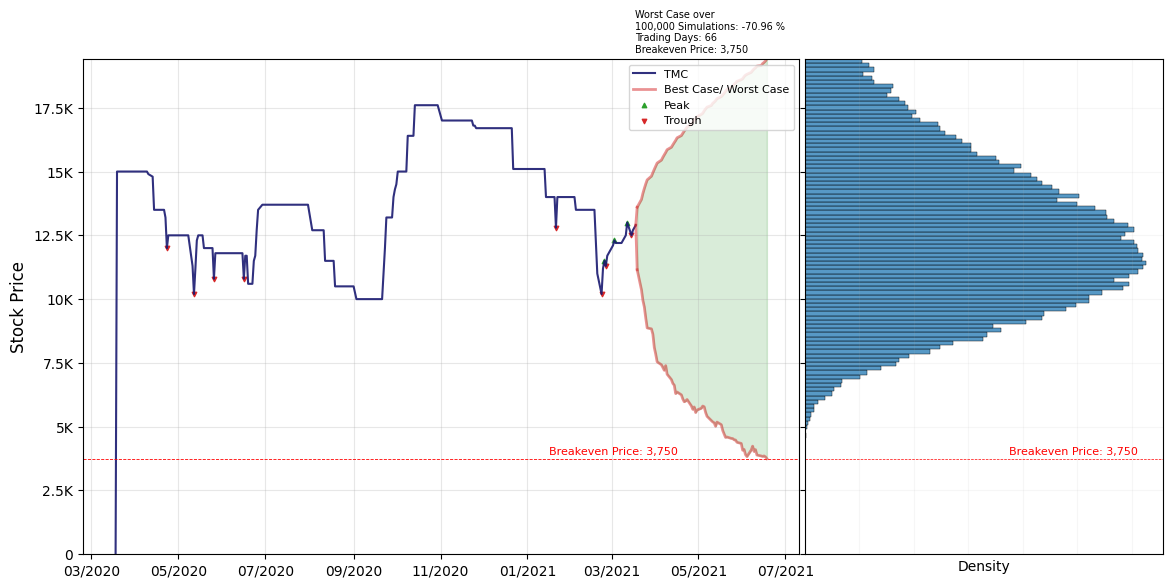 Worst Case over
100,000 Simulations: -70.96 %
Trading Days: 66
Breakeven Price: 3,750
TMC
Best Case/ Worst Case
Peak
Trough
Stock Price
17.5K
15K
12.5K
10K
7.5K
5K
2.5K
0
Breakeven Price: 3,750
Breakeven Price: 3,750
03/2020
05/2020
07/2020
09/2020
11/2020
01/2021
03/2021
05/2021
07/2021
Density